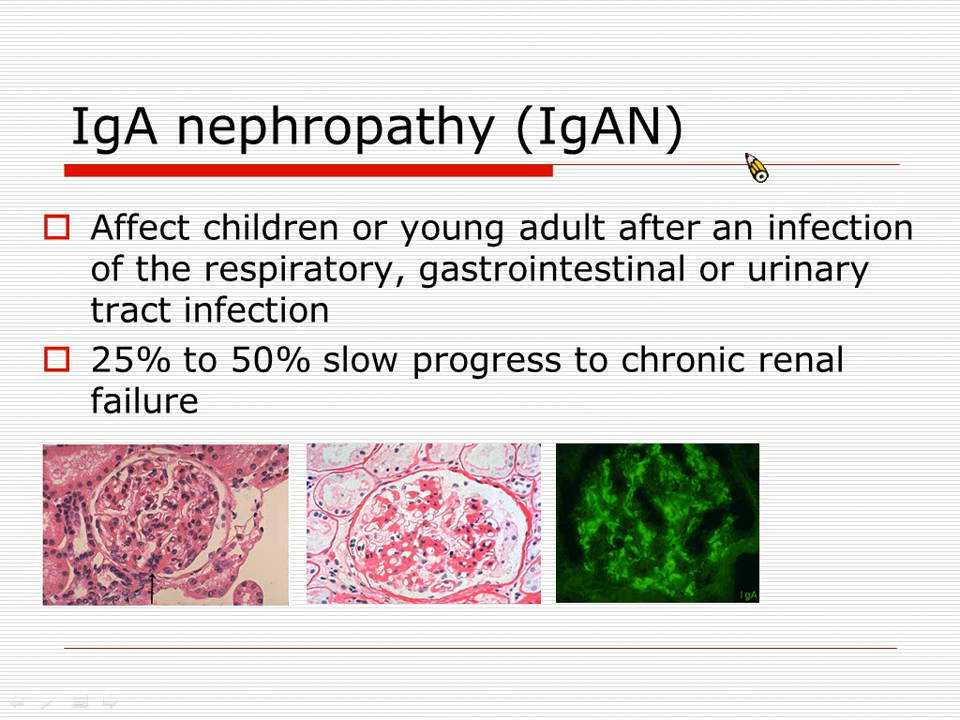 IgA nephropathy (IgAN)
Affect children or young adult after an infection
of the respiratory, gastrointestinal or urinary
tract infection
25% to 50% slow progress to chronic renal
failure
IgA